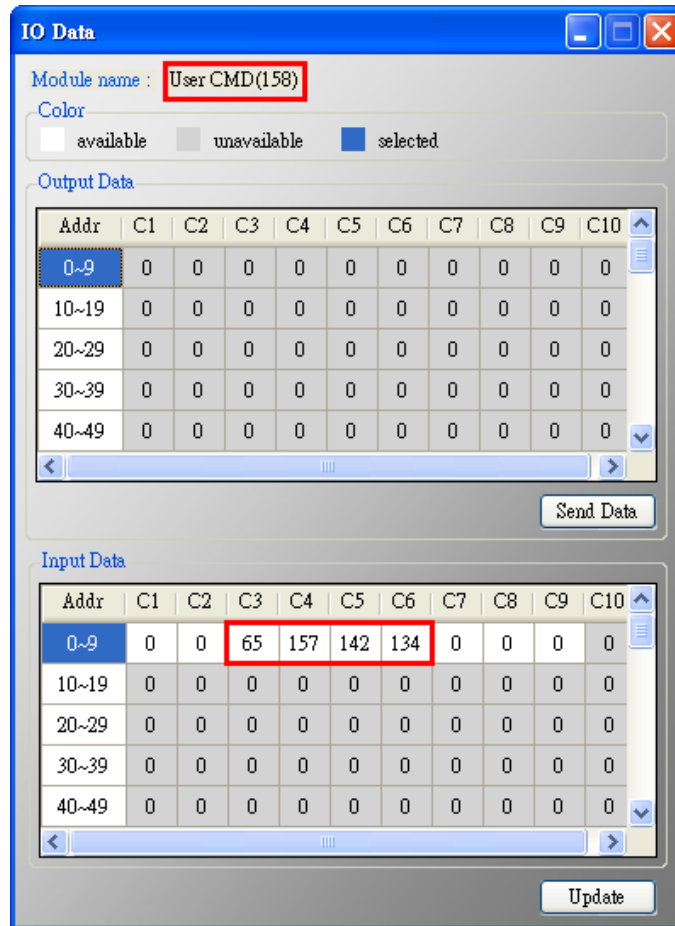 IO Data
Module name : User CMD(158)
Color
available unavailable selected
Output Data
Addr C1 C2 C3 C4 C5 C6 C7 C8 C9 C10
0~9 0 0 0 0 0 0 0 0 0 0
10~19 0 0 0 0 0 0 0 0 0 0
20~29 0 0 0 0 0 0 0 0 0 0
30~39 0 0 0 0 0 0 0 0 0 0
40~49 0 0 0 0 0 0 0 0 0 0
Send Data
Input Data
Addr C1 C2 C3 C4 C5 C6 C7 C8 C9 C10
0~9 0 0 65 157 142 134 0 0 0 0
10~19 0 0 0 0 0 0 0 0 0 0
20~29 0 0 0 0 0 0 0 0 0 0
30~39 0 0 0 0 0 0 0 0 0 0
40~49 0 0 0 0 0 0 0 0 0 0
Update